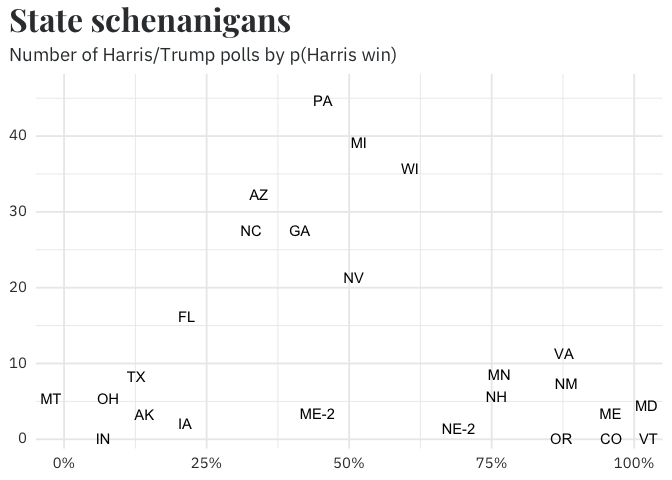 State schenanigans
Number of Harris/Trump polls by p(Harris win)
PA
40
MI
WI
AZ
30
NC GA
NV
20
FL
VA
10
TX MN
NM
MT OH NH
MD
AK ME-2 ME
IA NE-2
0
IN OR CO VT
0% 25% 50% 75% 100%